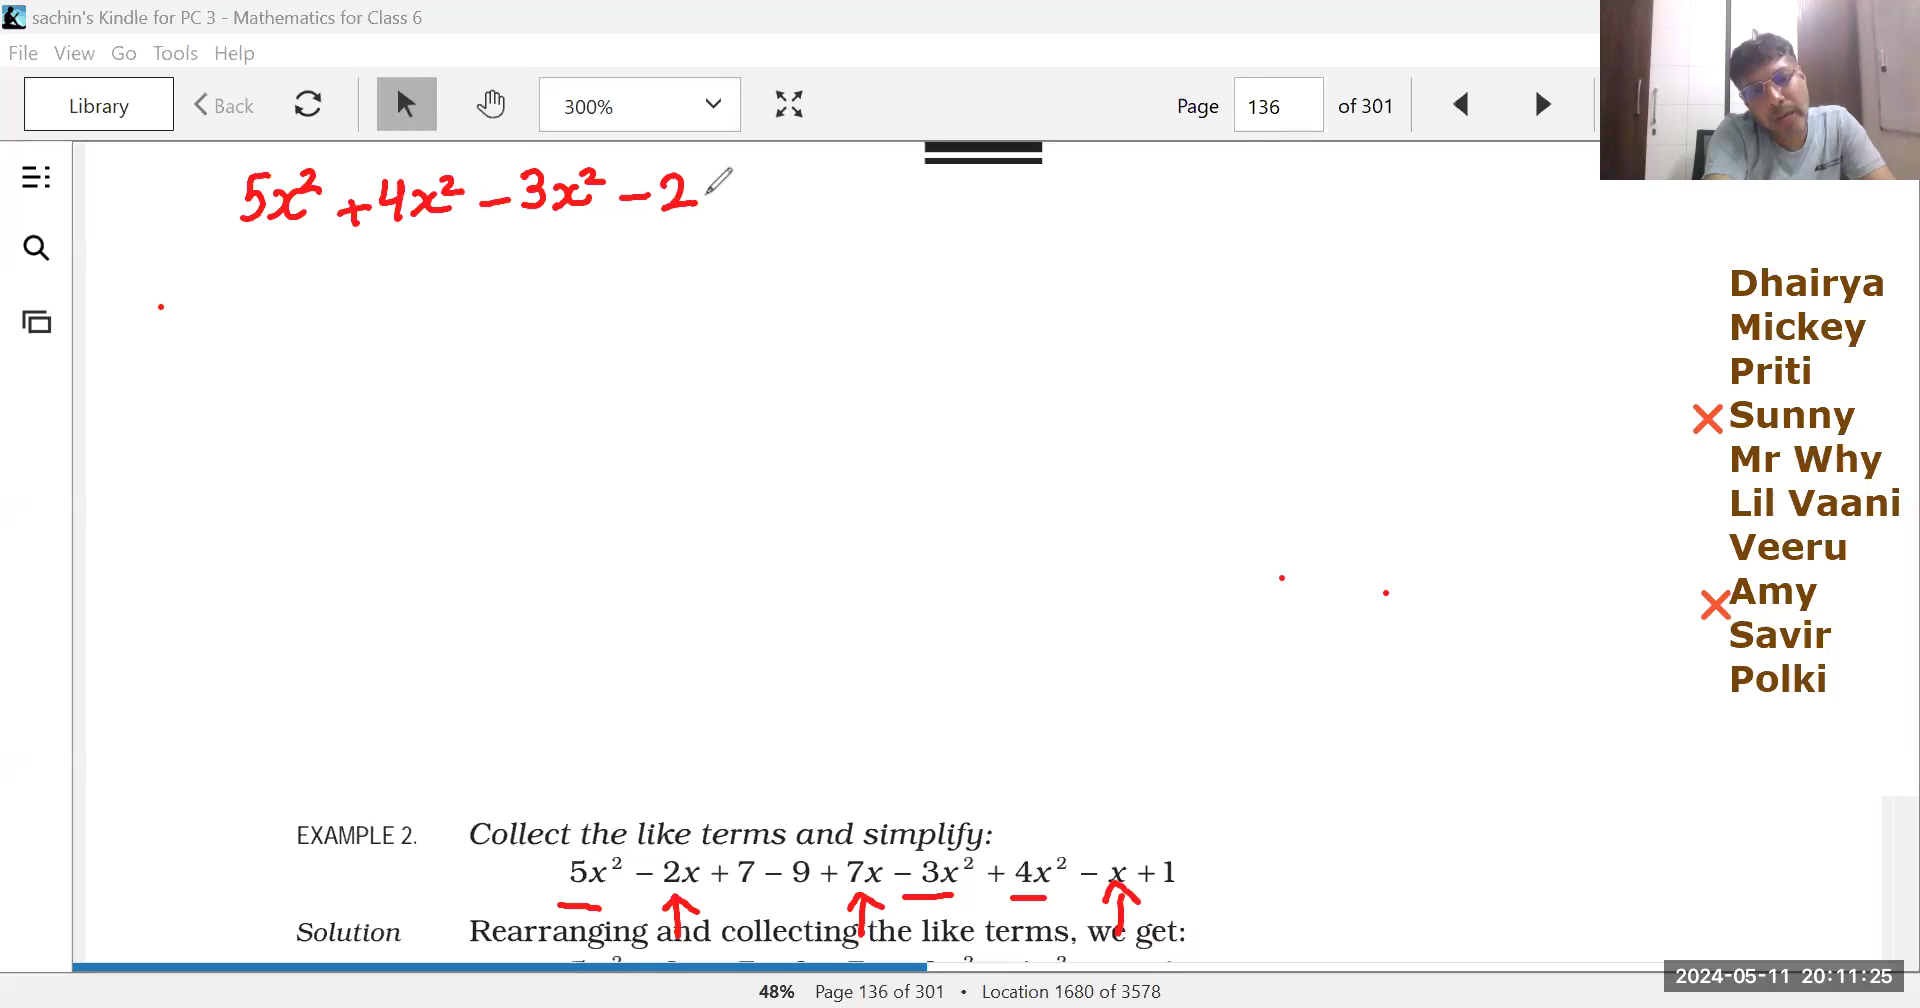 sachin's Kindle for PC 3 - Mathematics for Class 6
File View Go Tools Help
Library Back 300% Page 136 of 301
5x² + 4x² - 3x² - 2
Dhairya
Mickey
Priti
Sunny
Mr Why
Lil Vaani
Veeru
Amy
Savir
Polki
EXAMPLE 2. Collect the like terms and simplify:
5x² − 2x + 7 − 9 + 7x − 3x² + 4x² − x + 1
Solution Rearranging and collecting the like terms, we get:
48% Page 136 of 301 • Location 1680 of 3578
2024-05-11 20:11:25